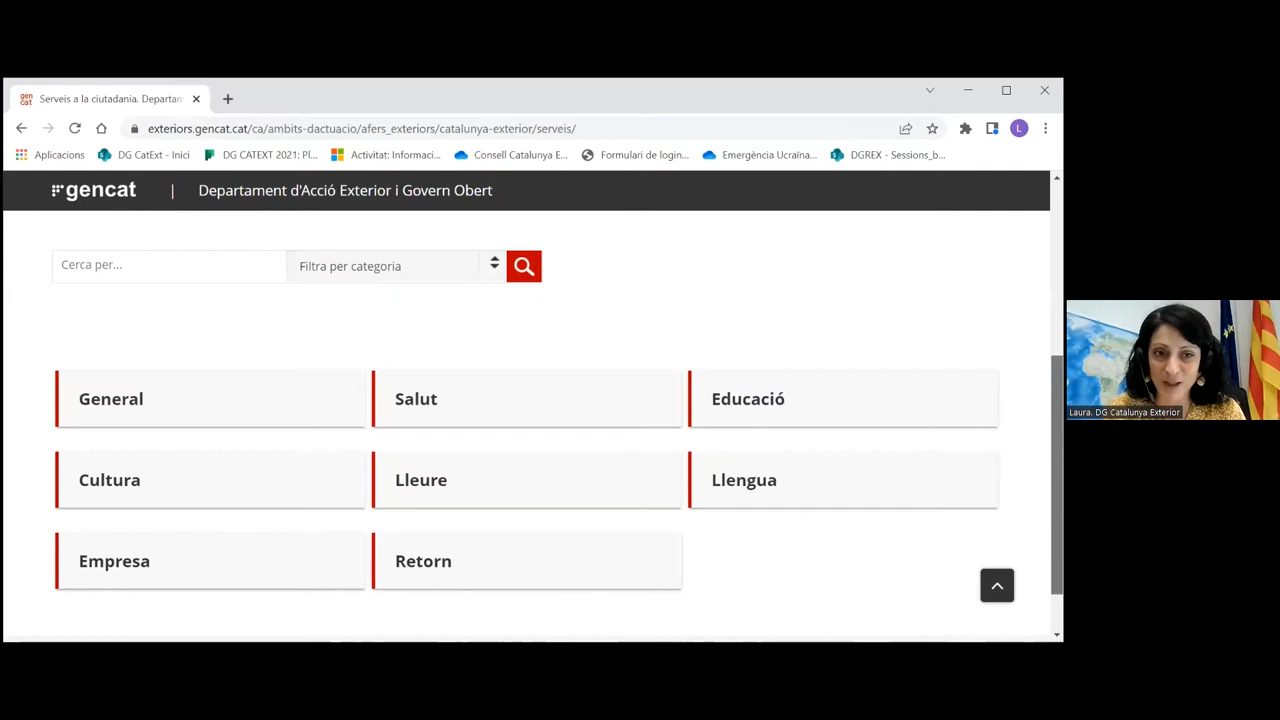 Serveis a la ciutadania. Departam
exteriors.gencat.cat/ca/ambits-dactuacio/afers_exteriors/catalunya-exterior/serveis/
L
Aplicacions DG CatExt - Inici DG CATEXT 2021: Pl... Activitat: Informaci... Consell Catalunya E... Formulari de login... Emergència Ucraïna... DGREX - Sessions_b...
gencat | Departament d'Acció Exterior i Govern Obert
Cerca per... Filtra per categoria
General Salut Educació
Laura. DG Catalunya Exterior
Cultura Lleure Llengua
Empresa Retorn